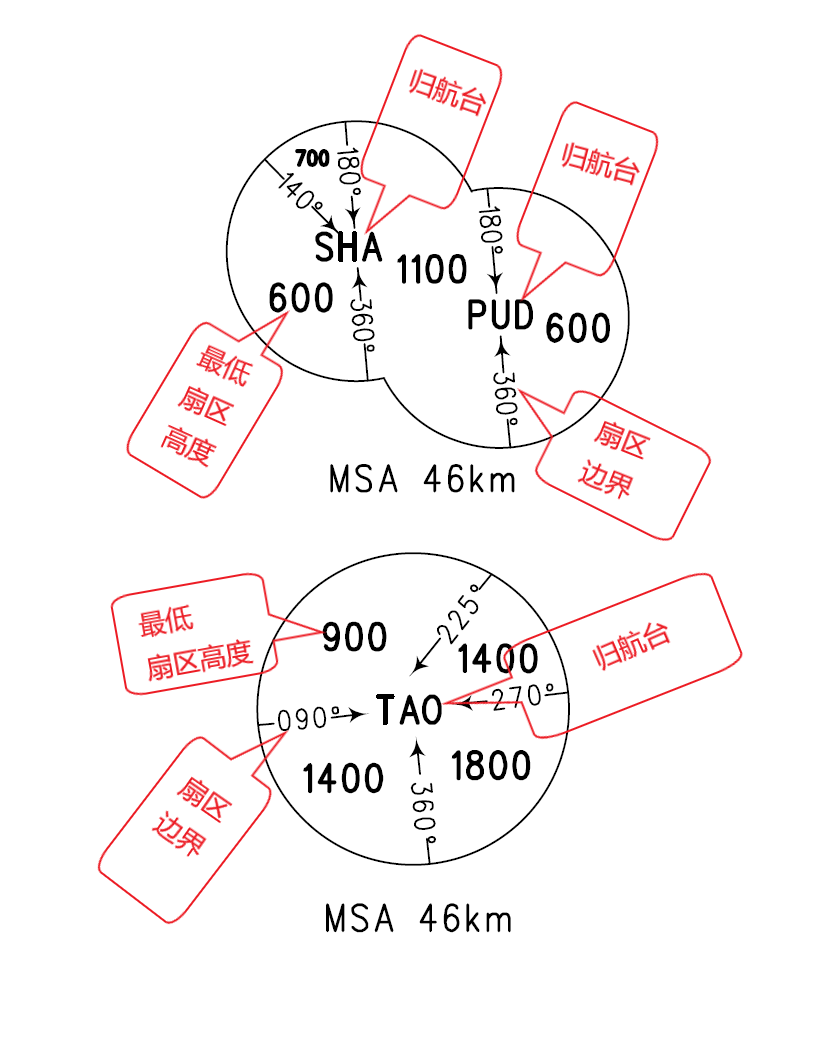 归航台
归航台
700
180°
140°
SHA
180°
1100
600
PUD
600
360°
360°
最低
扇区
高度
扇区
边界
MSA 46km
最低
扇区高度
900
225°
1400
归航台
TAO
270°
090°
1400
1800
360°
扇区
边界
MSA 46km